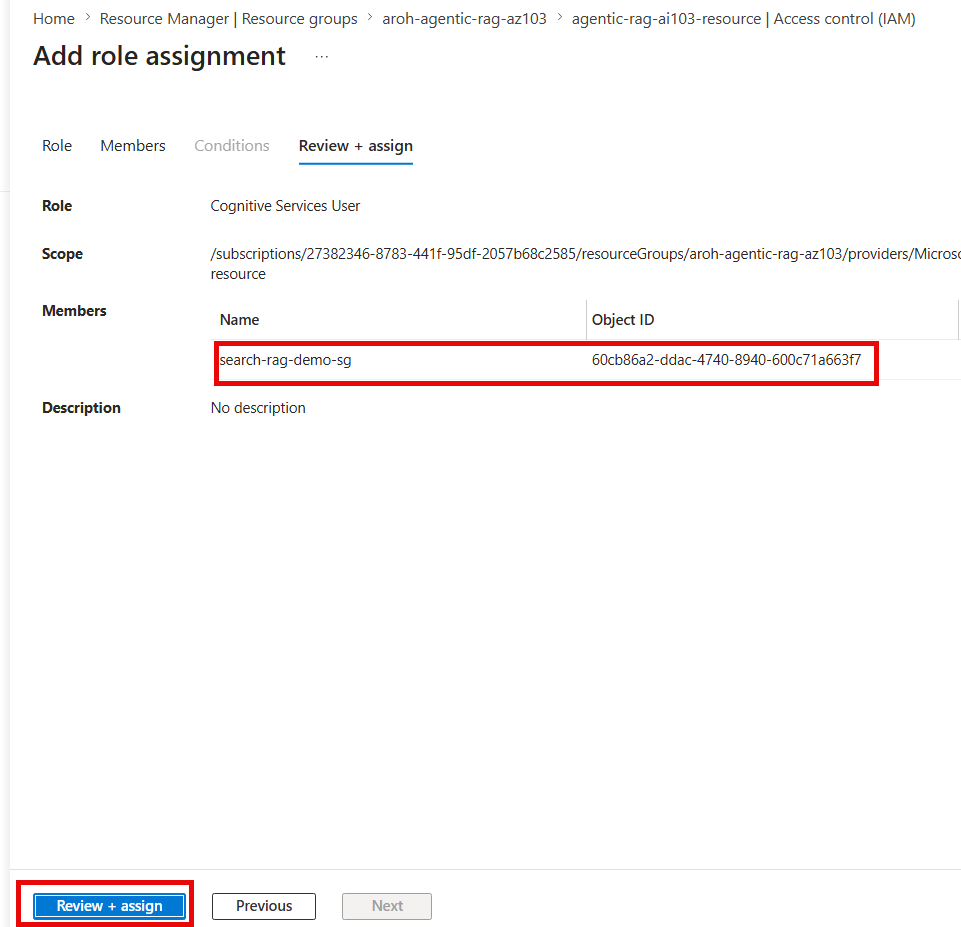 Home > Resource Manager | Resource groups > aroh-agentic-rag-az103 > agentic-rag-ai103-resource | Access control (IAM)
Add role assignment ...
Role Members Conditions Review + assign
Role Cognitive Services User
Scope /subscriptions/27382346-8783-441f-95df-2057b68c2585/resourceGroups/aroh-agentic-rag-az103/providers/Microso
resource
Members
Name Object ID
search-rag-demo-sg 60cb86a2-ddac-4740-8940-600c71a663f7
Description No description
Review + assign Previous Next